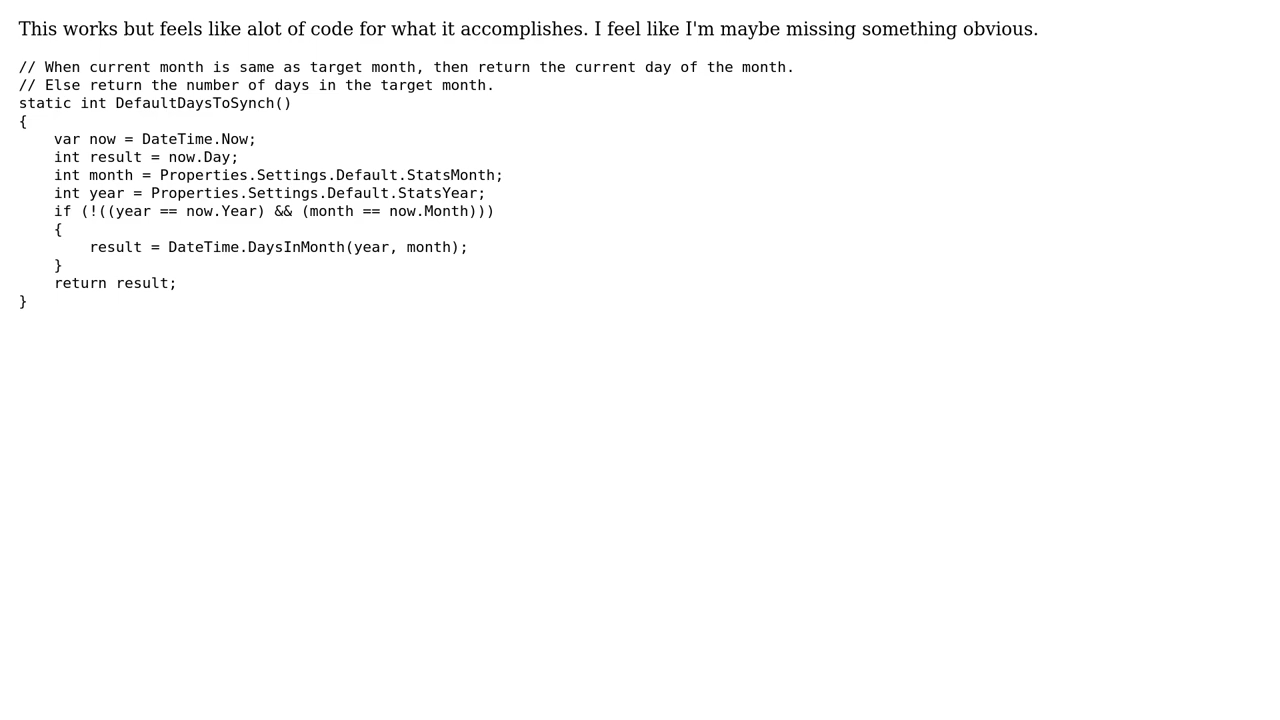 This works but feels like alot of code for what it accomplishes. I feel like I'm maybe missing something obvious.
// When current month is same as target month, then return the current day of the month.
// Else return the number of days in the target month.
static int DefaultDaysToSynch()
{
    var now = DateTime.Now;
    int result = now.Day;
    int month = Properties.Settings.Default.StatsMonth;
    int year = Properties.Settings.Default.StatsYear;
    if (!((year == now.Year) && (month == now.Month)))
    {
        result = DateTime.DaysInMonth(year, month);
    }
    return result;
}